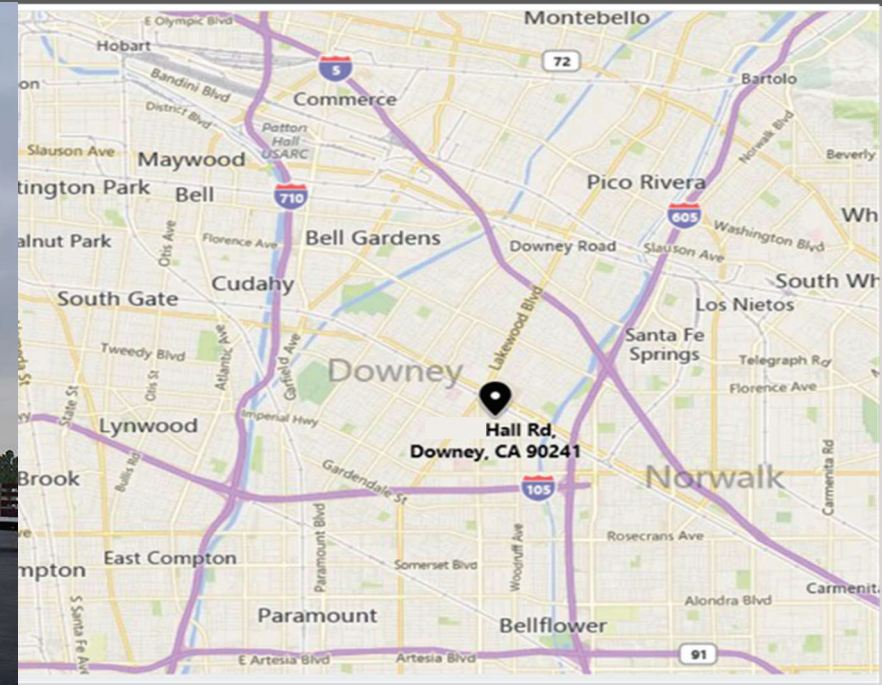 E Olympic Blvd
Montebello
Hobart
5
72
Bartolo
on
Bandini Blvd
Commerce
District Blvd
Patton
Hall
USARC
Norwalk Blvd
Slauson Ave
Maywood
Beverly
tington Park
Bell
710
Pico Rivera
605
Wh
alnut Park
Otis Ave
Florence Ave
Bell Gardens
Downey Road
Slauson Ave
Washington Blvd
Cudahy
South Wh
South Gate
Lakewood Blvd
Los Nietos
Santa Fe
Springs
Tweedy Blvd
Atlantic Ave
Garfield Ave
Telegraph Rd
Otis St
Downey
Florence Ave
State St
Lynwood
Imperial Hwy
Hall Rd,
Downey, CA 90241
Brook
Bullis Rd
Gardendale St
105
Norwalk
Carmenita Rd
Paramount Blvd
Woodruff Ave
Rosecrans Ave
East Compton
mpton
Somerset Blvd
Carmenit
S Santa Fe Av
Paramount
Alondra Blvd
Bellflower
E Artesia Blvd
Artesia Blvd
91